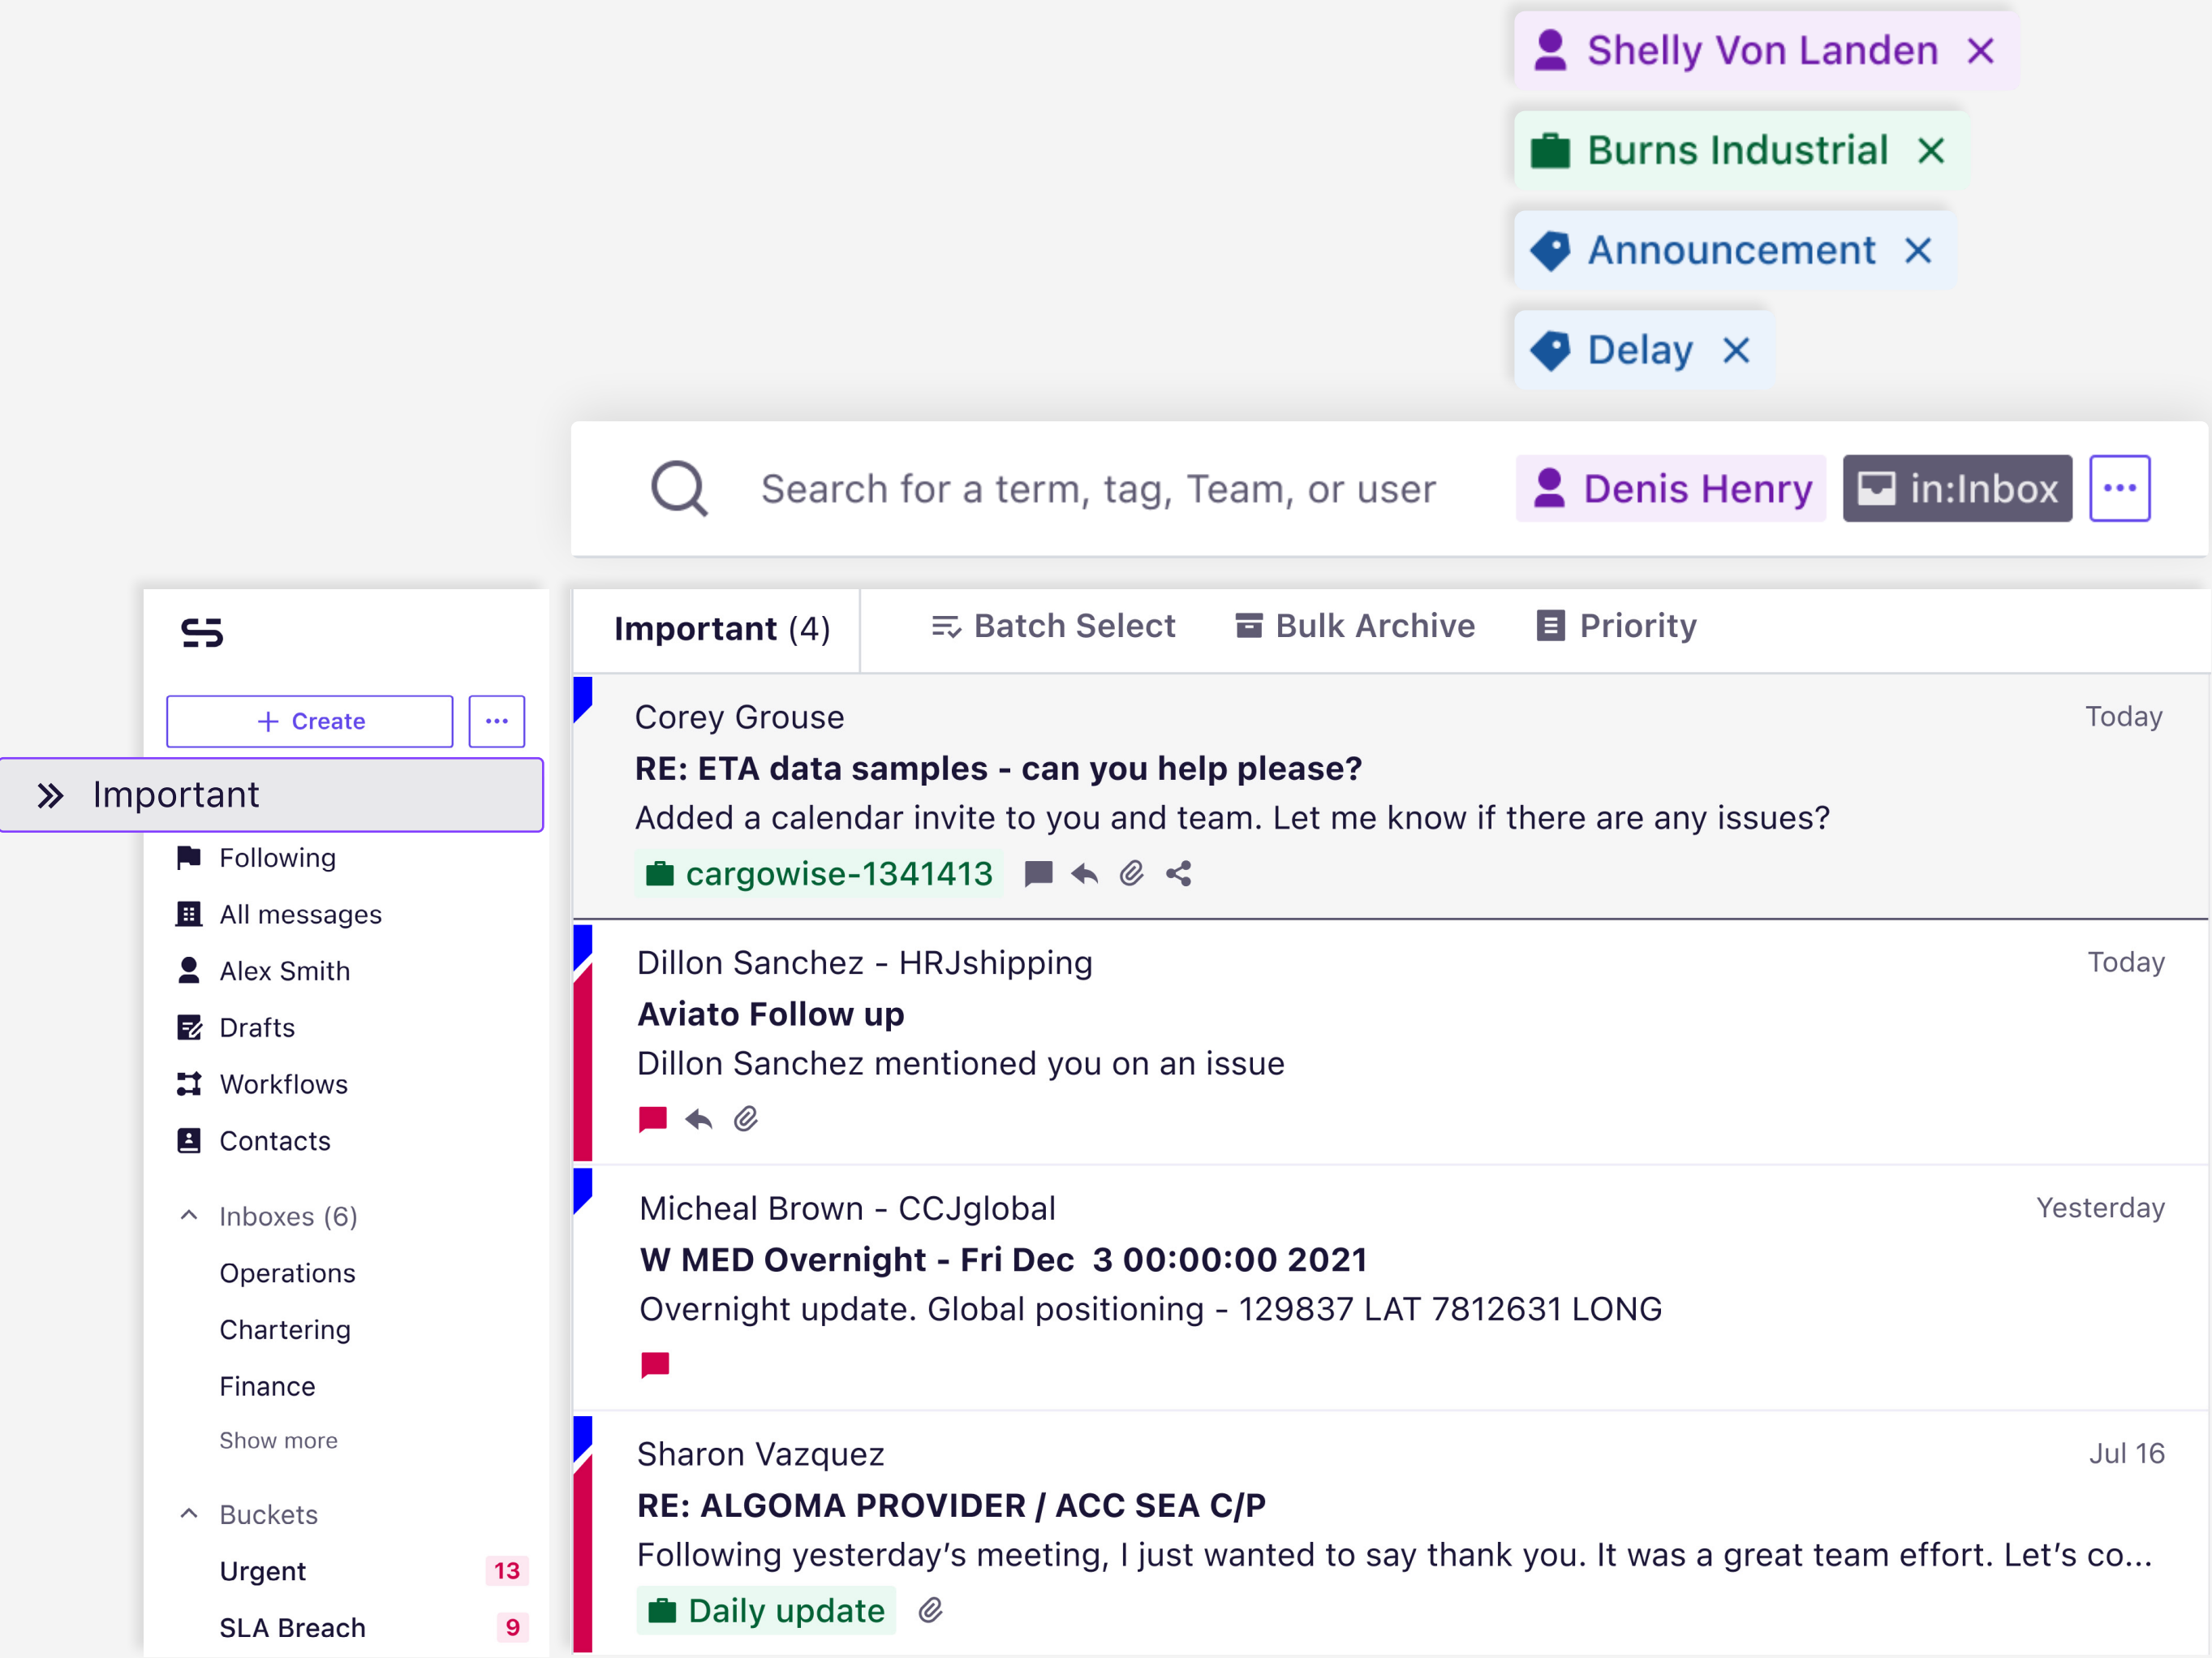 Shelly Von Landen
Burns Industrial
Announcement
Delay
Search for a term, tag, Team, or user
Denis Henry
in:Inbox
Create
Important
Following
All messages
Alex Smith
Drafts
Workflows
Contacts
Inboxes (6)
Operations
Chartering
Finance
Show more
Buckets
Urgent 13
SLA Breach 9
Important (4)
Batch Select
Bulk Archive
Priority
Corey Grouse
Today
RE: ETA data samples - can you help please?
Added a calendar invite to you and team. Let me know if there are any issues?
cargowise-1341413
Dillon Sanchez - HRJshipping
Today
Aviato Follow up
Dillon Sanchez mentioned you on an issue
Micheal Brown - CCJglobal
Yesterday
W MED Overnight - Fri Dec  3 00:00:00 2021
Overnight update. Global positioning - 129837 LAT 7812631 LONG
Sharon Vazquez
Jul 16
RE: ALGOMA PROVIDER / ACC SEA C/P
Following yesterday’s meeting, I just wanted to say thank you. It was a great team effort. Let’s co...
Daily update